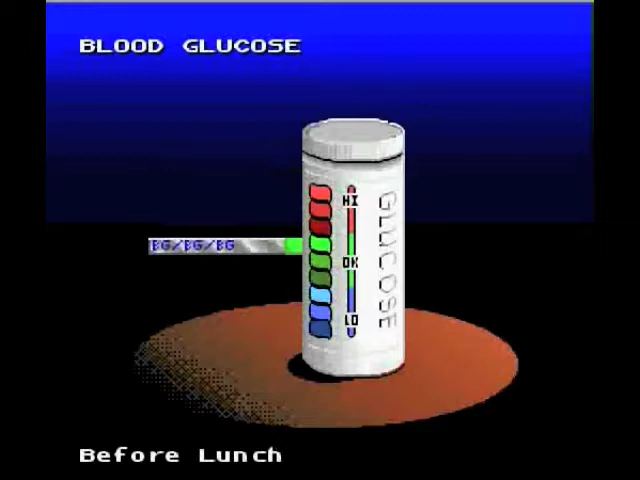 BLOOD GLUCOSE
HI
BG/BG/BG
OK
LO
GLUCOSE
Before Lunch